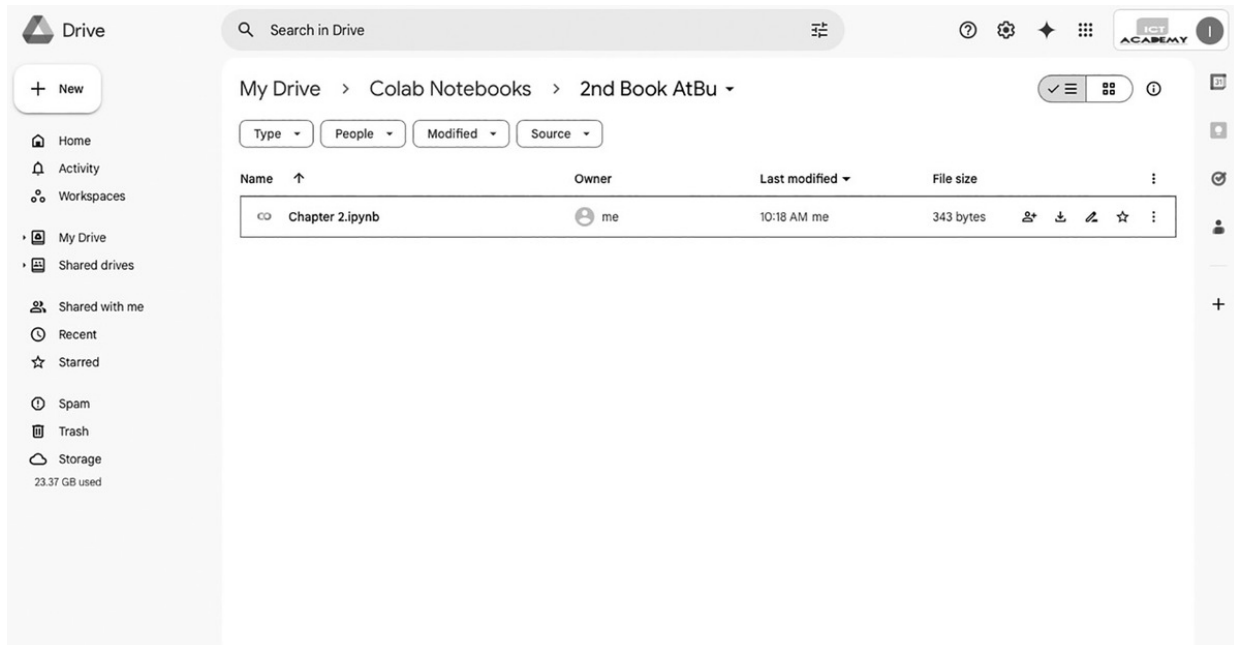 Drive
Search in Drive
ICT
ACADEMY
I
New
Home
Activity
Workspaces
My Drive
Shared drives
Shared with me
Recent
Starred
Spam
Trash
Storage
23.37 GB used
My Drive > Colab Notebooks > 2nd Book AtBu
Type People Modified Source
Name Owner Last modified File size
Chapter 2.ipynb me 10:18 AM me 343 bytes
31